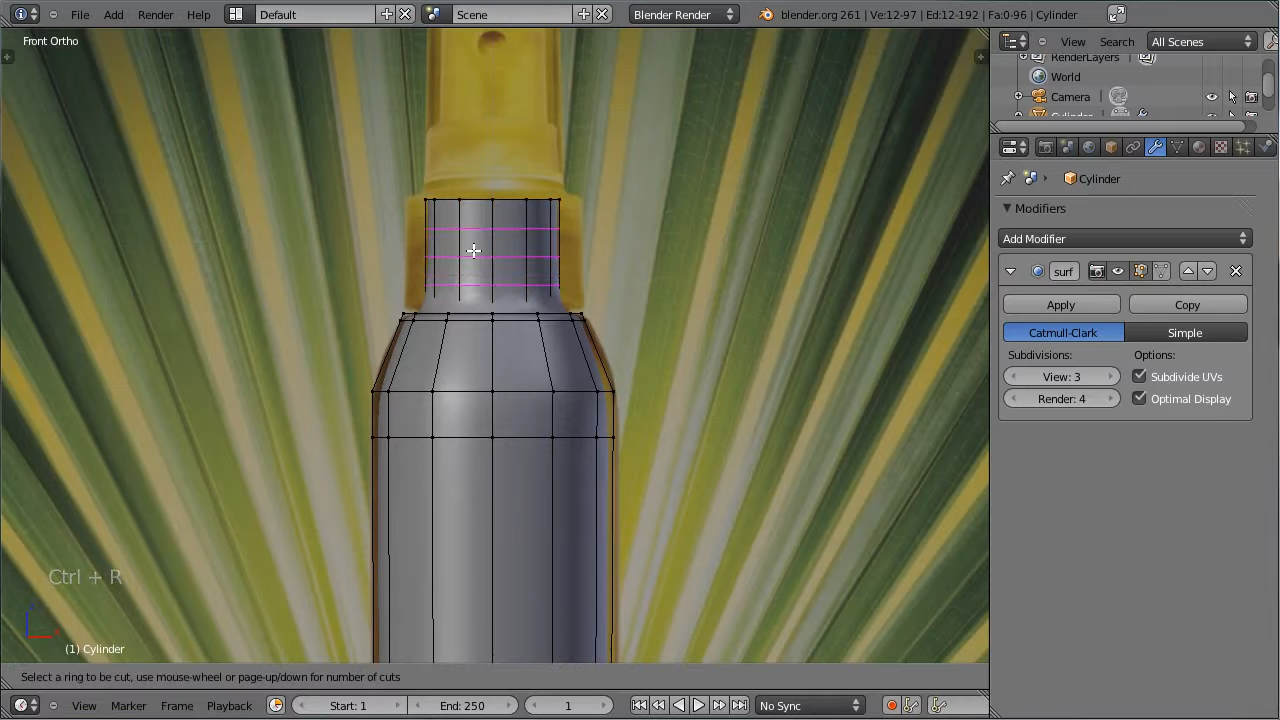 File Add Render Help Default Scene Blender Render blender.org 261 | Ve:12-97 | Ed:12-192 | Fa:0-96 | Cylinder
Front Ortho
View Search All Scenes
RenderLayers
World
Camera
Cylinder
Cylinder
Modifiers
Add Modifier
surf
Apply Copy
Catmull-Clark Simple
Subdivisions: Options:
View: 3 Subdivide UVs
Render: 4 Optimal Display
Ctrl + R
(1) Cylinder
Select a ring to be cut, use mouse-wheel or page-up/down for number of cuts
View Marker Frame Playback Start: 1 End: 250 1 No Sync